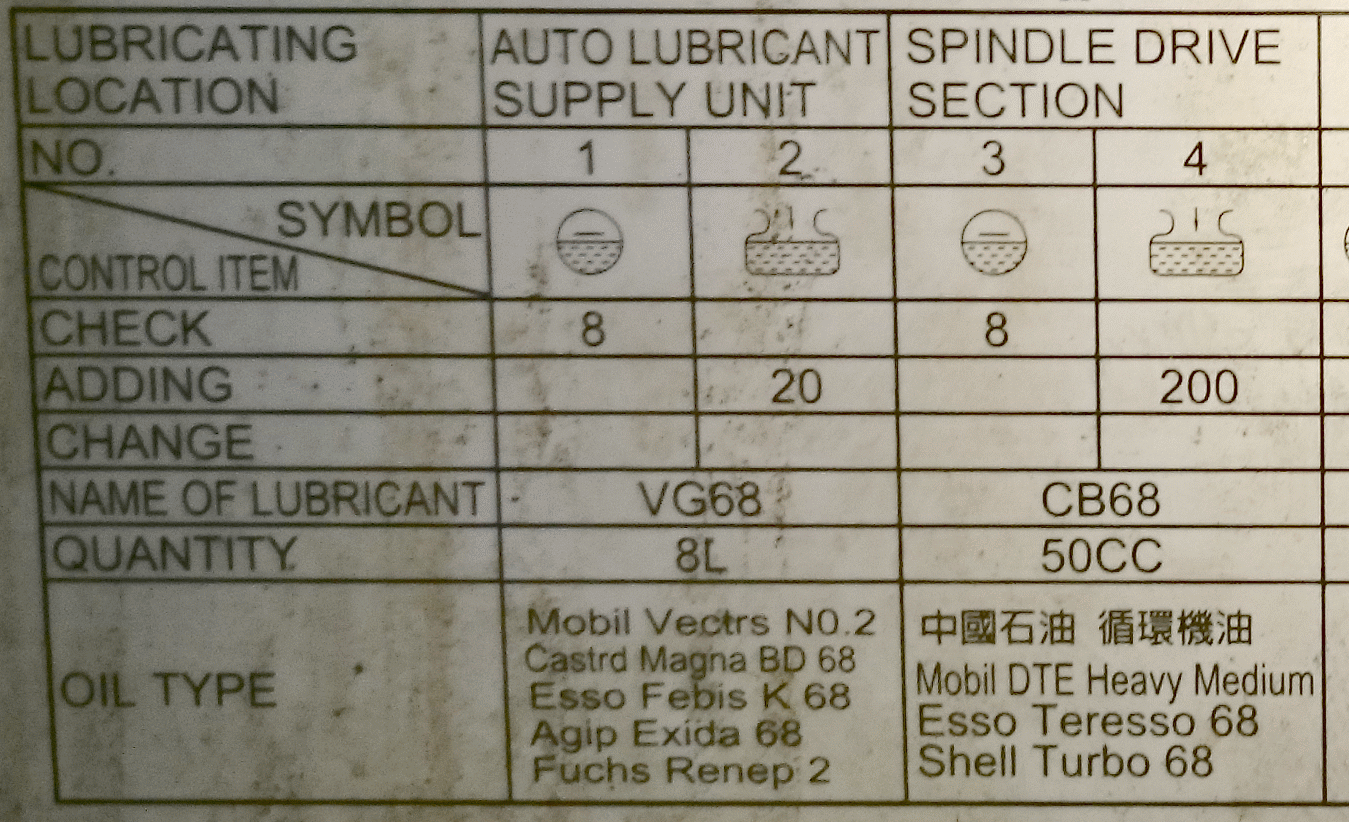 LUBRICATING LOCATION AUTO LUBRICANT SUPPLY UNIT SPINDLE DRIVE SECTION
NO. 1 2 3 4
SYMBOL
CONTROL ITEM
CHECK 8 8
ADDING 20 200
CHANGE
NAME OF LUBRICANT VG68 CB68
QUANTITY 8L 50CC
OIL TYPE
Mobil Vectrs N0.2
Castrd Magna BD 68
Esso Febis K 68
Agip Exida 68
Fuchs Renep 2
中國石油 循環機油
Mobil DTE Heavy Medium
Esso Teresso 68
Shell Turbo 68